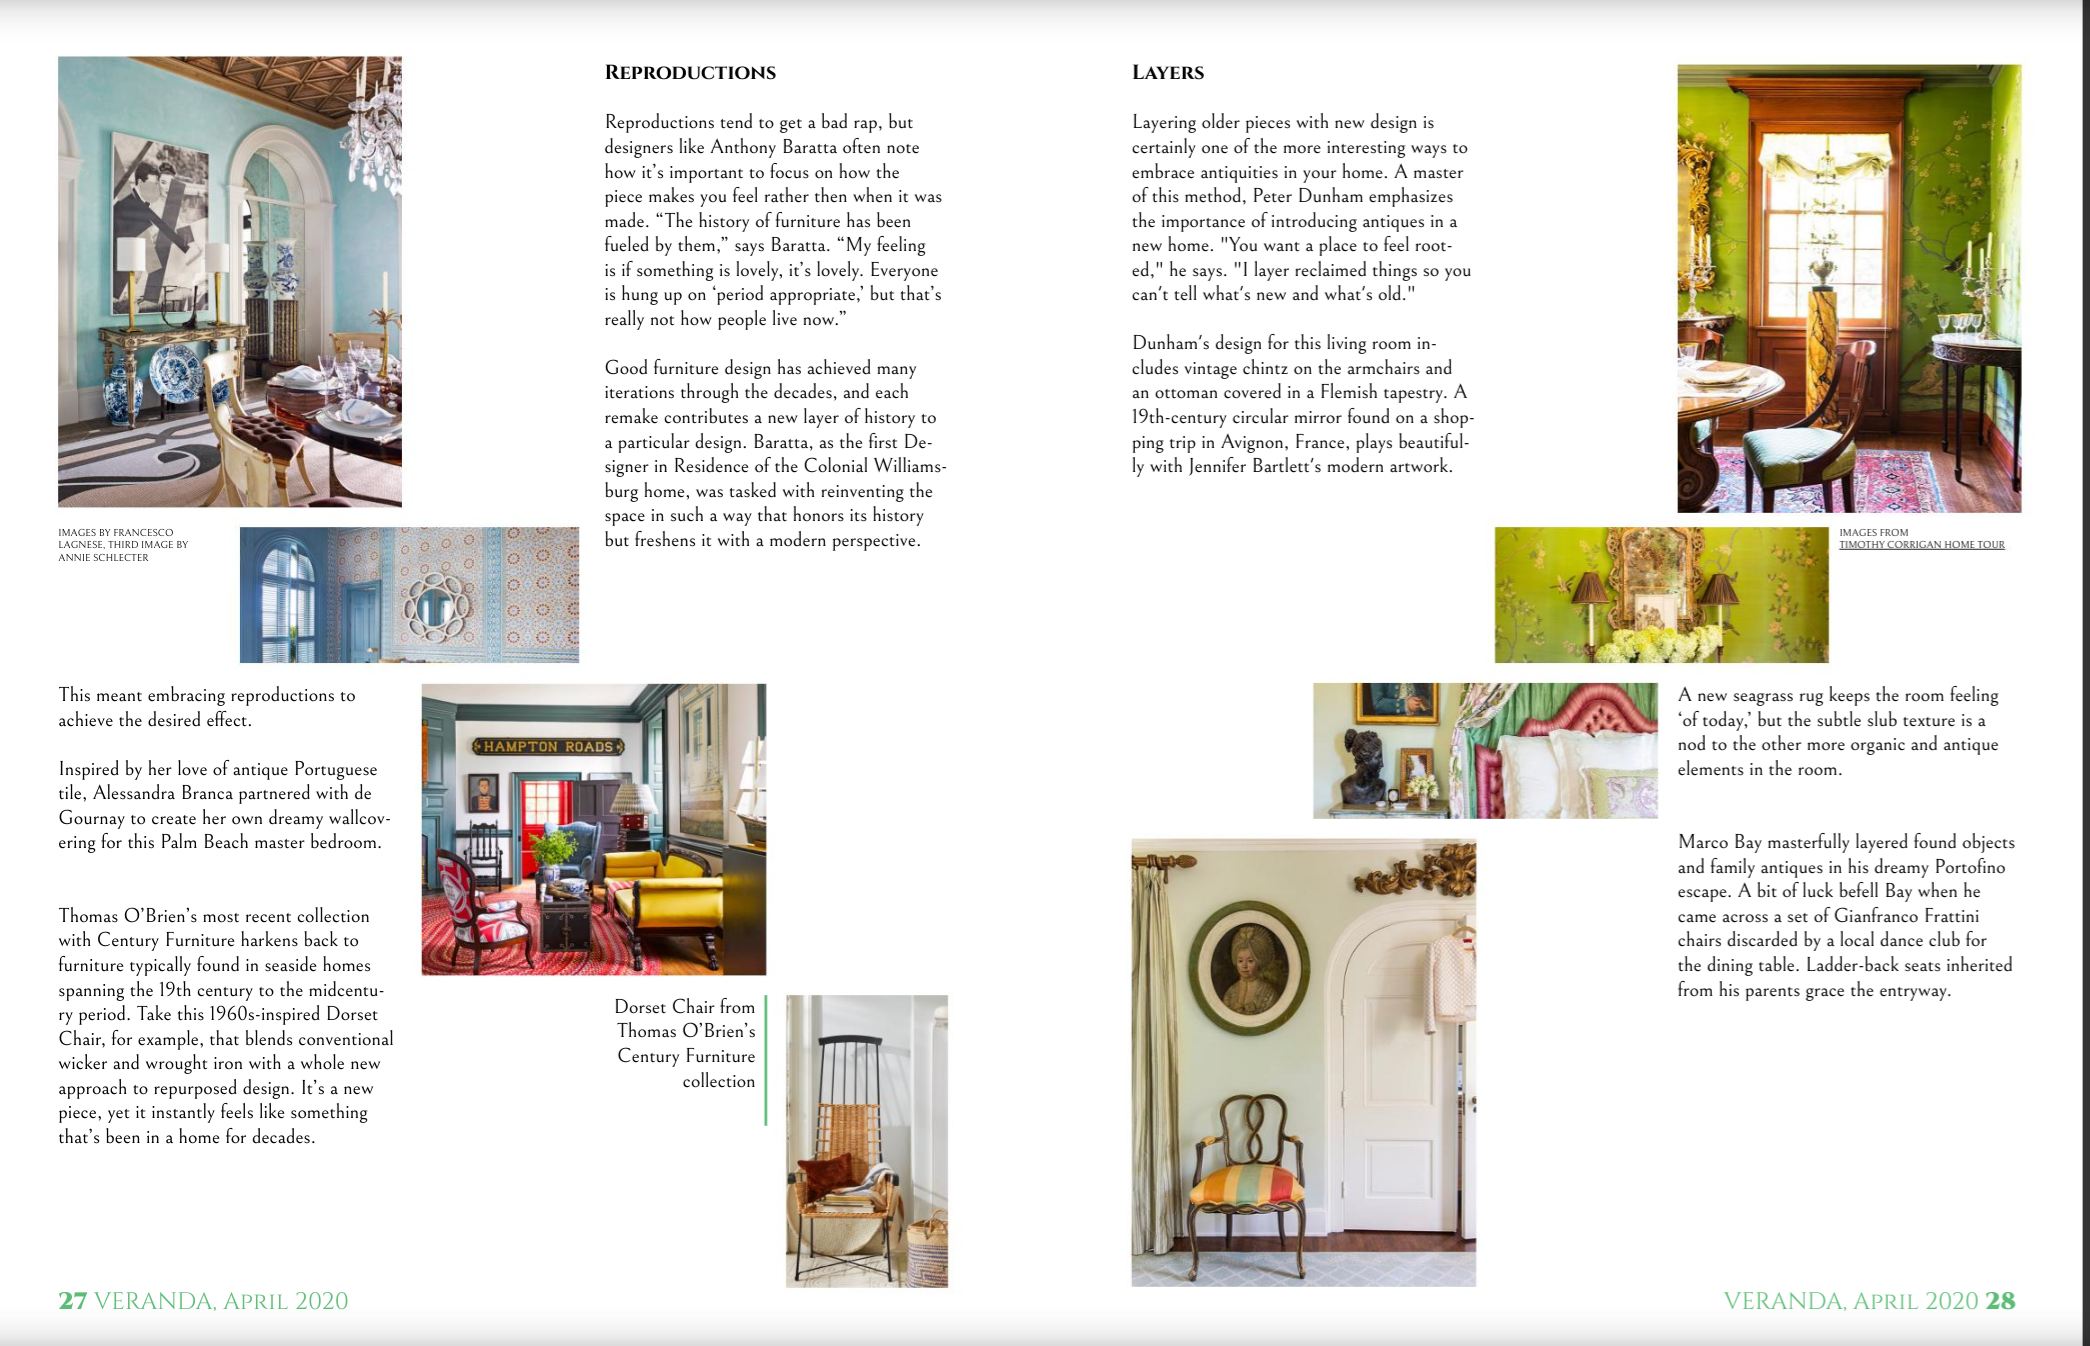 REPRODUCTIONS
Reproductions tend to get a bad rap, but
designers like Anthony Baratta often note
how it's important to focus on how the
piece makes you feel rather then when it was
made. “The history of furniture has been
fueled by them,” says Baratta. “My feeling
is if something is lovely, it's lovely. Everyone
is hung up on ‘period appropriate,’ but that's
really not how people live now.”
Good furniture design has achieved many
iterations through the decades, and each
remake contributes a new layer of history to
a particular design. Baratta, as the first De-
signer in Residence of the Colonial Williams-
burg home, was tasked with reinventing the
space in such a way that honors its history
but freshens it with a modern perspective.
IMAGES BY FRANCESCO
LAGNESE, THIRD IMAGE BY
ANNIE SCHLECTER
This meant embracing reproductions to
achieve the desired effect.
Inspired by her love of antique Portuguese
tile, Alessandra Branca partnered with de
Gournay to create her own dreamy wallcov-
ering for this Palm Beach master bedroom.
Thomas O’Brien’s most recent collection
with Century Furniture harkens back to
furniture typically found in seaside homes
spanning the 19th century to the midcentu-
ry period. Take this 1960s-inspired Dorset
Chair, for example, that blends conventional
wicker and wrought iron with a whole new
approach to repurposed design. It’s a new
piece, yet it instantly feels like something
that’s been in a home for decades.
HAMPTON ROADS
Dorset Chair from
Thomas O’Brien’s
Century Furniture
collection
27 VERANDA, APRIL 2020
LAYERS
Layering older pieces with new design is
certainly one of the more interesting ways to
embrace antiquities in your home. A master
of this method, Peter Dunham emphasizes
the importance of introducing antiques in a
new home. "You want a place to feel root-
ed," he says. "I layer reclaimed things so you
can't tell what's new and what's old."
Dunham's design for this living room in-
cludes vintage chintz on the armchairs and
an ottoman covered in a Flemish tapestry. A
19th-century circular mirror found on a shop-
ping trip in Avignon, France, plays beautiful-
ly with Jennifer Bartlett's modern artwork.
IMAGES FROM
TIMOTHY CORRIGAN HOME TOUR
A new seagrass rug keeps the room feeling
‘of today,’ but the subtle slub texture is a
nod to the other more organic and antique
elements in the room.
Marco Bay masterfully layered found objects
and family antiques in his dreamy Portofino
escape. A bit of luck befell Bay when he
came across a set of Gianfranco Frattini
chairs discarded by a local dance club for
the dining table. Ladder-back seats inherited
from his parents grace the entryway.
VERANDA, APRIL 2020 28